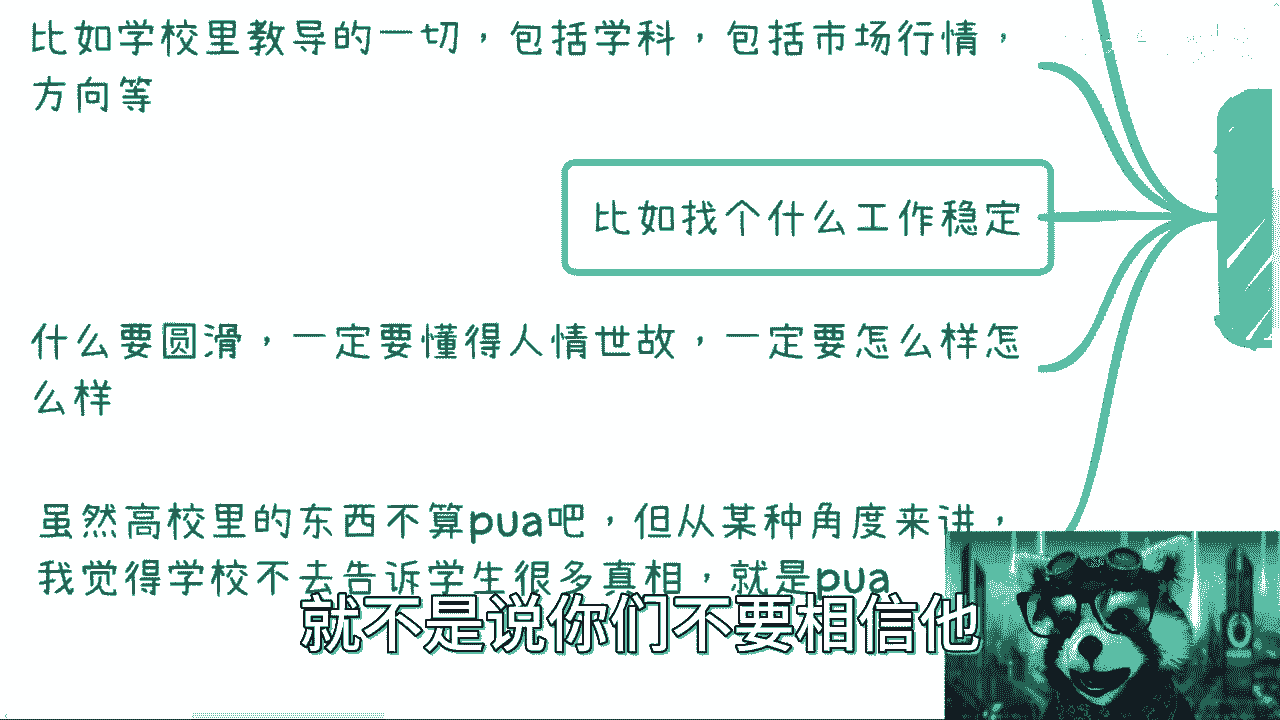 比如学校里教导的一切，包括学科，包括市场行情，
方向等
比如找个什么工作稳定
什么要圆滑，一定要懂得人情世故，一定要怎么样怎
么样
虽然高校里的东西不算pua吧，但从某种角度来讲，
我觉得学校不去告诉学生很多真相，就是pua
就不是说你们不要相信他